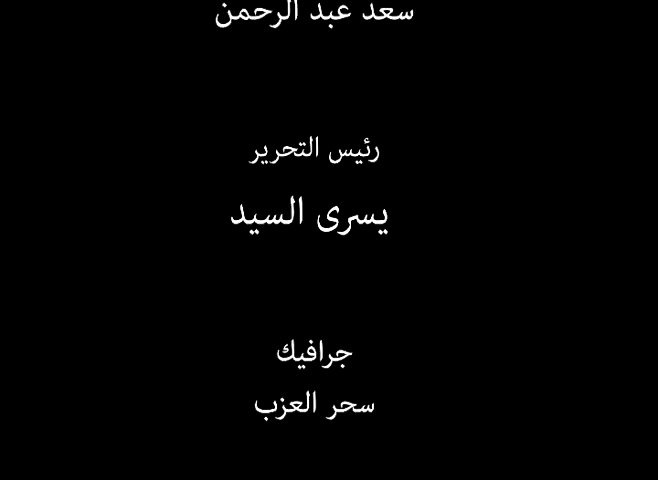 سعد عبد الرحمن
رئيس التحرير
يسرى السيد
جرافيك
سحر العزب